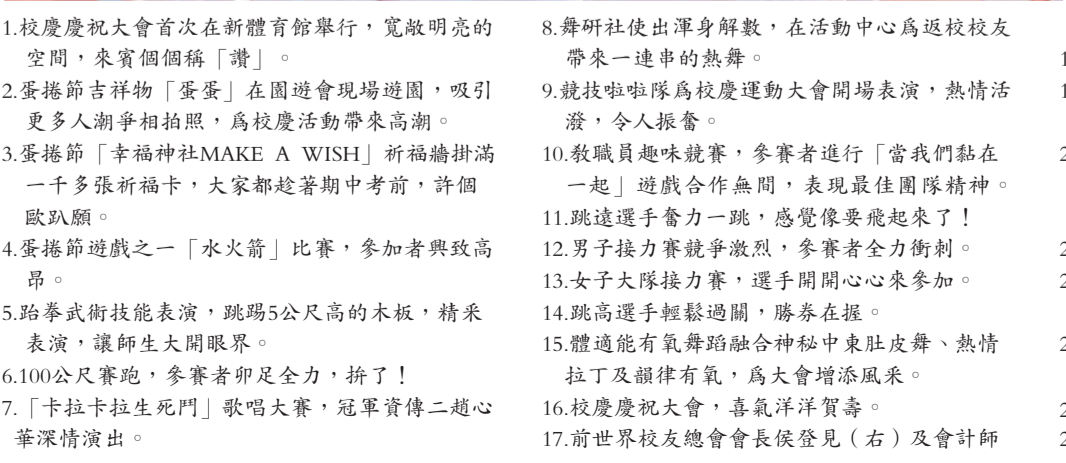 1.校慶慶祝大會首次在新體育館舉行，寬敞明亮的
空間，來賓個個稱「讚」。
2.蛋捲節吉祥物「蛋蛋」在園遊會現場遊園，吸引
更多人潮爭相拍照，為校慶活動帶來高潮。
3.蛋捲節「幸福神社MAKE A WISH」祈福牆掛滿
一千多張祈福卡，大家都趁著期中考前，許個
歐趴願。
4.蛋捲節遊戲之一「水火箭」比賽，參加者興致高
昂。
5.跆拳武術技能表演，跳踢5公尺高的木板，精釆
表演，讓師生大開眼界。
6.100公尺賽跑，參賽者卯足全力，拚了！
7.「卡拉卡拉生死鬥」歌唱大賽，冠軍資傳二趙心
華深情演出。
8.舞研社使出渾身解數，在活動中心為返校校友
帶來一連串的熱舞。
9.競技啦啦隊為校慶運動大會開場表演，熱情活
潑，令人振奮。
10.教職員趣味競賽，參賽者進行「當我們黏在
一起」遊戲合作無間，表現最佳團隊精神。
11.跳遠選手奮力一跳，感覺像要飛起來了！
12.男子接力賽競爭激烈，參賽者全力衝刺。
13.女子大隊接力賽，選手開開心心來參加。
14.跳高選手輕鬆過關，勝券在握。
15.體適能有氧舞蹈融合神秘中東肚皮舞、熱情
拉丁及韻律有氧，為大會增添風采。
16.校慶慶祝大會，喜氣洋洋賀壽。
17.前世界校友總會會長侯登見（右）及會計師